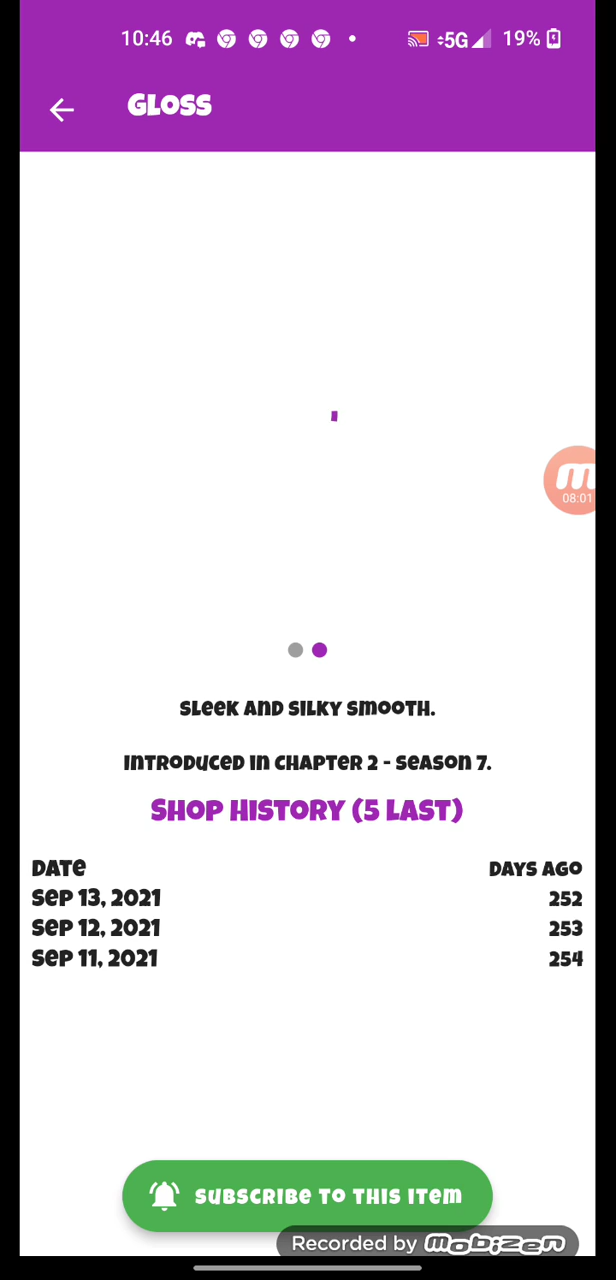 10:46 5G 19%
GLOSS
08:01
Sleek and silky smooth.
Introduced in Chapter 2 - Season 7.
SHOP HISTORY (5 LAST)
Date Days ago
Sep 13, 2021 252
Sep 12, 2021 253
Sep 11, 2021 254
Subscribe to this item
Recorded by mobizen